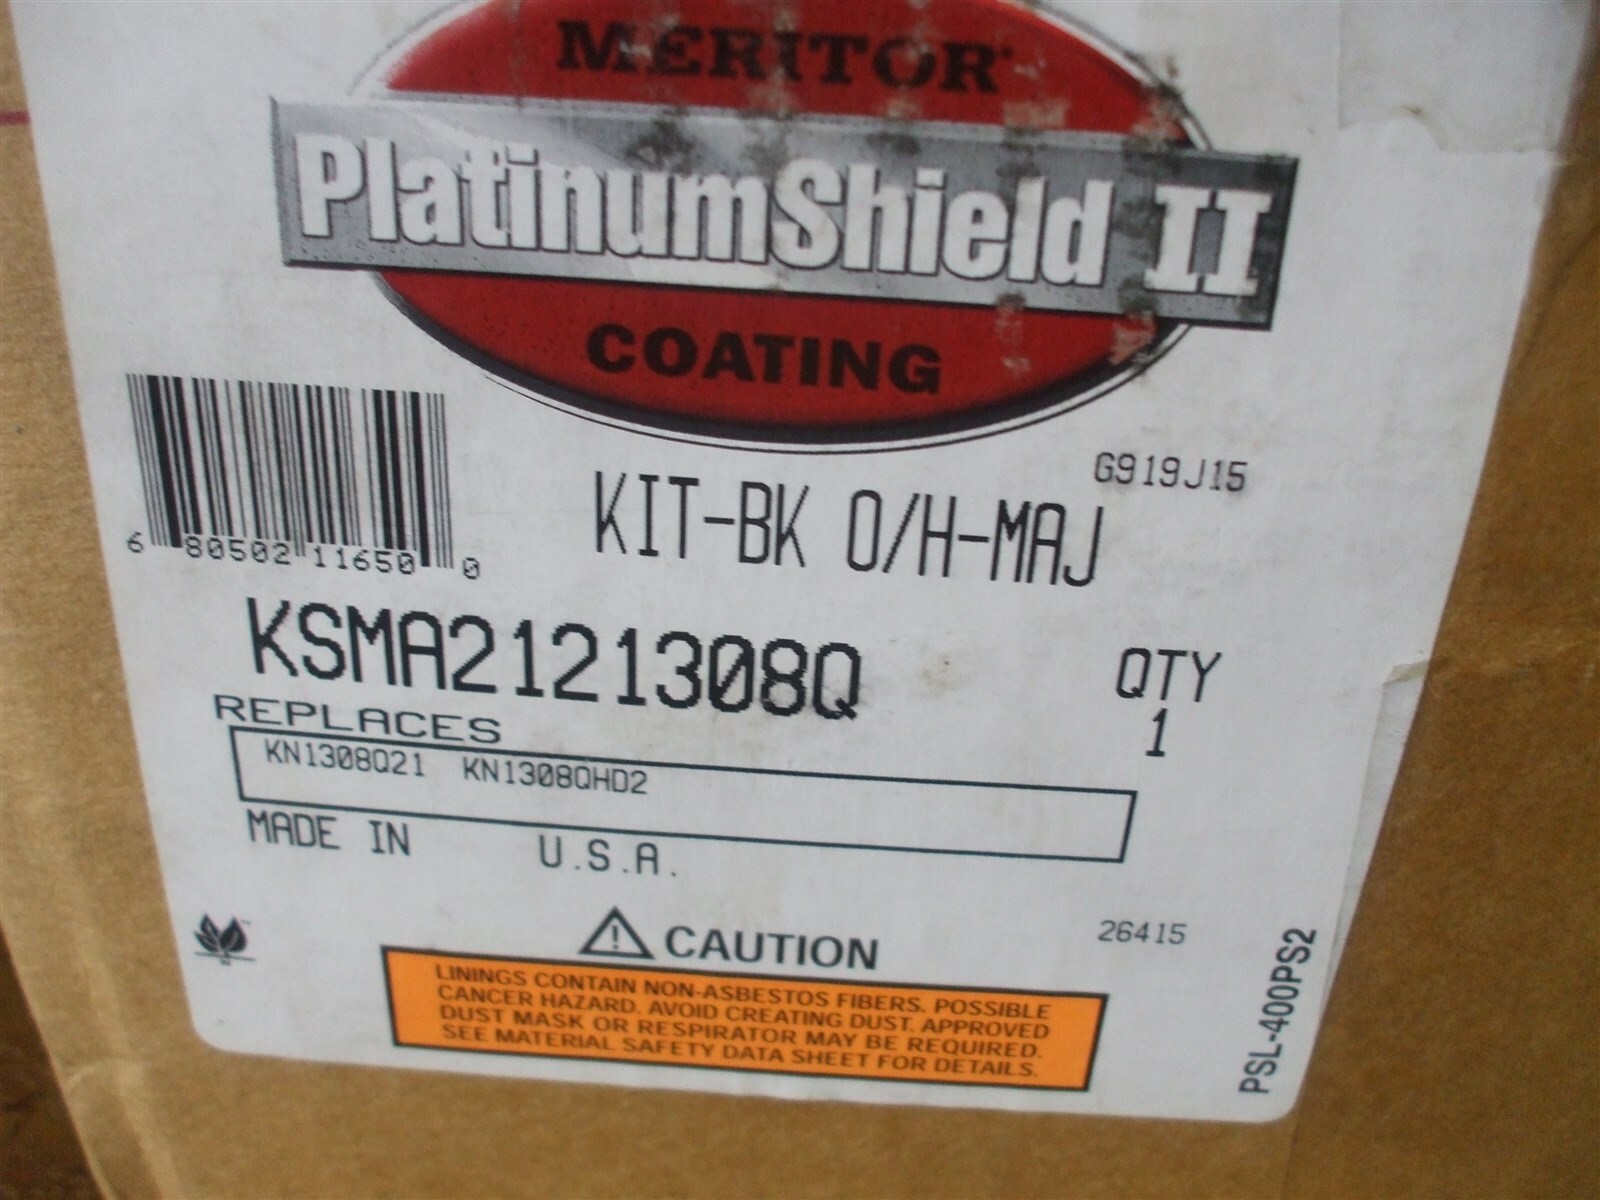 MERITOR
PlatinumShield II
COATING
G919J15
KIT-BK O/H-MAJ
6 80502 11650 0
KSMA2121308Q
QTY
1
REPLACES
KN1308Q21 KN1308QHD2
MADE IN U.S.A.
CAUTION
26415
LININGS CONTAIN NON-ASBESTOS FIBERS. POSSIBLE
CANCER HAZARD. AVOID CREATING DUST. APPROVED
DUST MASK OR RESPIRATOR MAY BE REQUIRED.
SEE MATERIAL SAFETY DATA SHEET FOR DETAILS.
PSL-400PS2